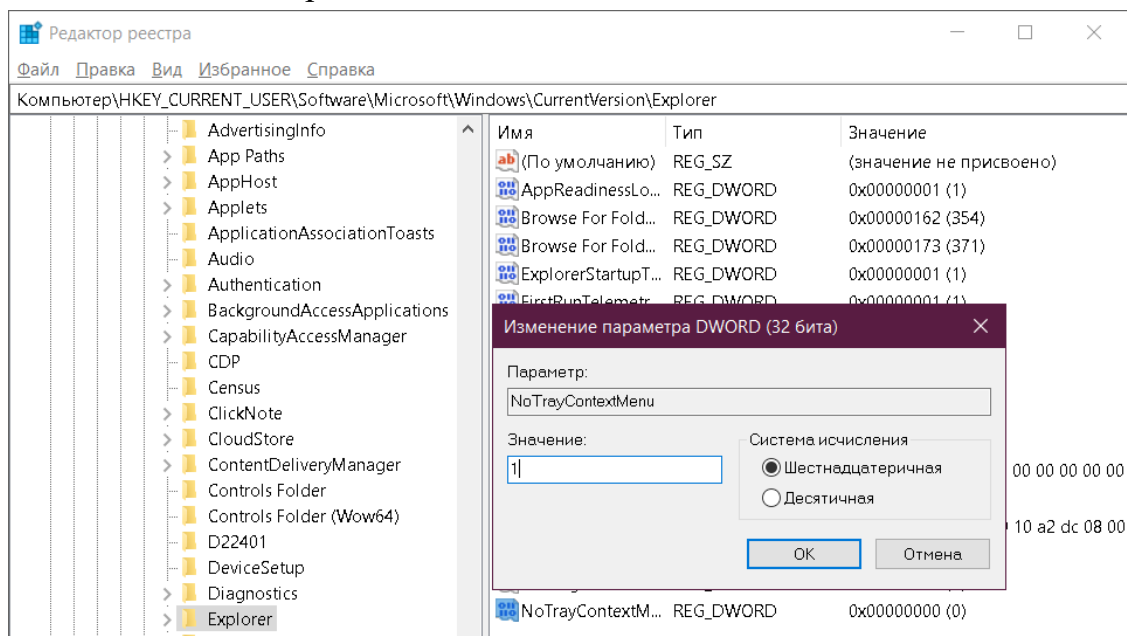 Редактор реестра
Файл Правка Вид Избранное Справка
Компьютер\HKEY_CURRENT_USER\Software\Microsoft\Windows\CurrentVersion\Explorer
AdvertisingInfo
App Paths
AppHost
Applets
ApplicationAssociationToasts
Audio
Authentication
BackgroundAccessApplications
CapabilityAccessManager
CDP
Census
ClickNote
CloudStore
ContentDeliveryManager
Controls Folder
Controls Folder (Wow64)
D22401
DeviceSetup
Diagnostics
Explorer
Имя Тип Значение
(По умолчанию) REG_SZ (значение не присвоено)
AppReadinessLo... REG_DWORD 0x00000001 (1)
Browse For Fold... REG_DWORD 0x00000162 (354)
Browse For Fold... REG_DWORD 0x00000173 (371)
ExplorerStartupT... REG_DWORD 0x00000001 (1)
FirstRunTelemetr... REG_DWORD 0x00000001 (1)
Изменение параметра DWORD (32 бита)
Параметр:
NoTrayContextMenu
Значение:
1
Система исчисления
Шестнадцатеричная
Десятичная
OK Отмена
00 00 00 00 00
10 a2 dc 08 00
NoTrayContextM... REG_DWORD 0x00000000 (0)